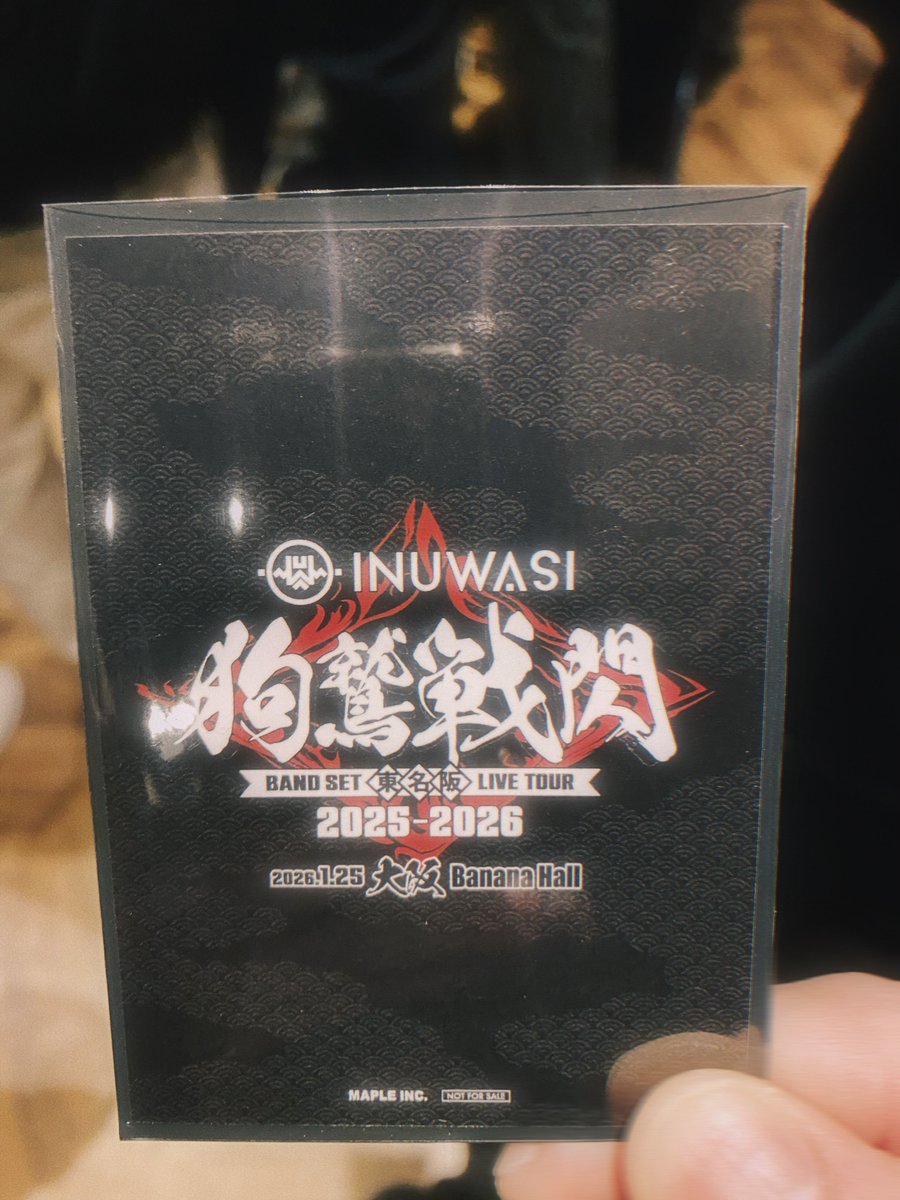 INUWASI
狗鷲戦閃
BAND SET 東名阪 LIVE TOUR
2025-2026
2026.1.25 大阪 Banana Hall
MAPLE INC. NOT FOR SALE